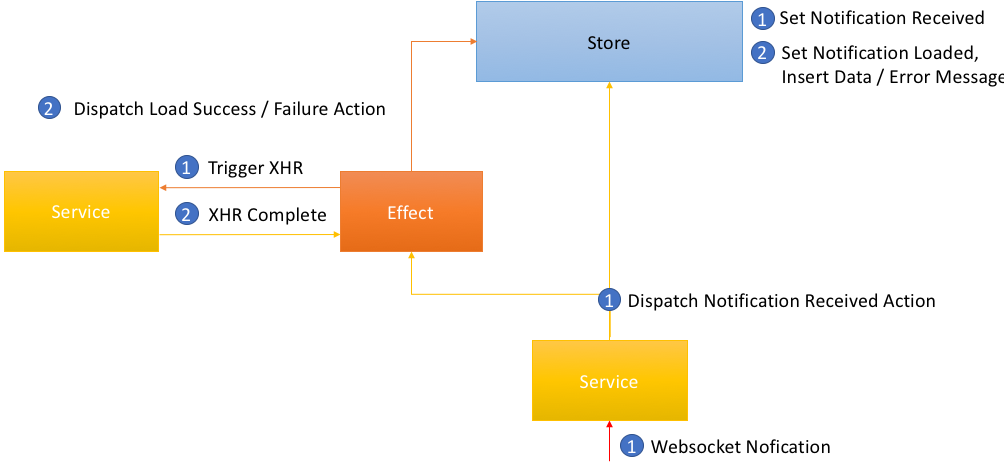 1 Set Notification Received
Store
2 Set Notification Loaded,
Insert Data / Error Message
2 Dispatch Load Success / Failure Action
1 Trigger XHR
Service
2 XHR Complete
Effect
1 Dispatch Notification Received Action
Service
1 Websocket Nofication